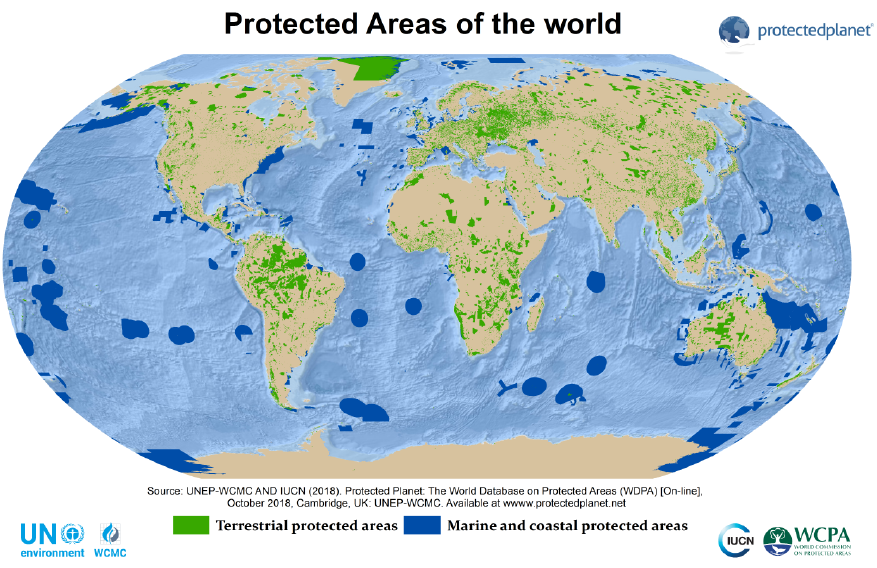 Protected Areas of the world
protectedplanet
Source: UNEP-WCMC AND IUCN (2018). Protected Planet: The World Database on Protected Areas (WDPA) [On-line],
October 2018, Cambridge, UK: UNEP-WCMC. Available at wwww.protectedplanet.net
Terrestrial protected areas
Marine and coastal protected areas
UN
environment
WCMC
IUCN
WCPA
WORLD COMMISSION
ON PROTECTED AREAS